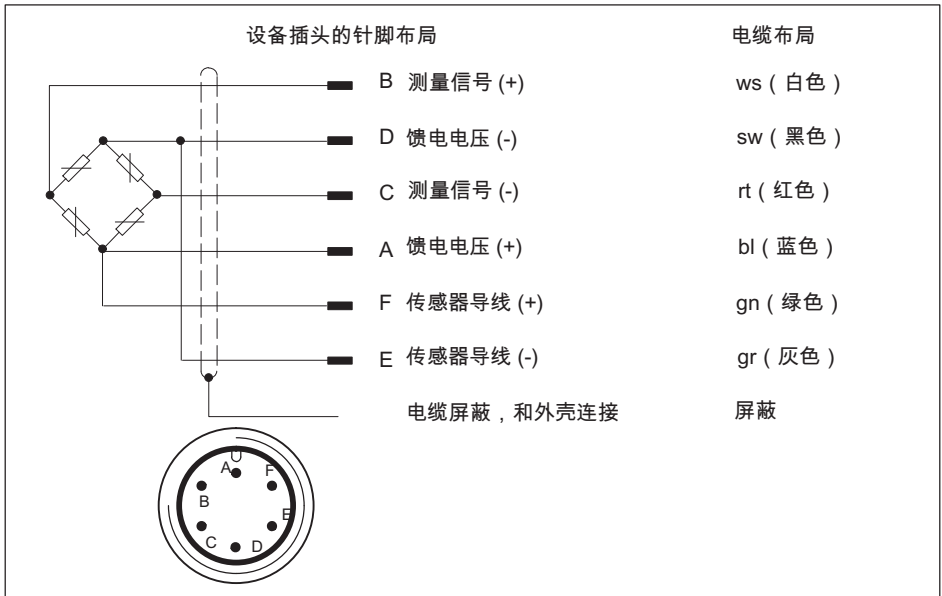 设备插头的针脚布局 电缆布局
B 测量信号 (+) ws（白色）
D 馈电电压 (-) sw（黑色）
C 测量信号 (-) rt（红色）
A 馈电电压 (+) bl（蓝色）
F 传感器导线 (+) gn（绿色）
E 传感器导线 (-) gr（灰色）
电缆屏蔽，和外壳连接 屏蔽
A F
B
E
C D